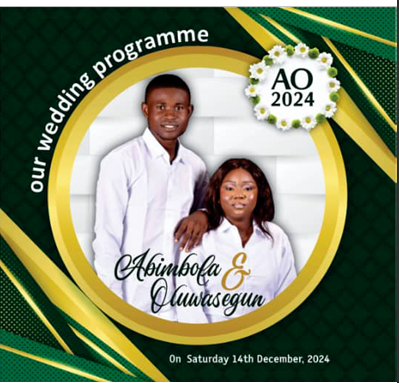 our wedding programme
AO
2024
Abimbola &
Oluwasegun
On Saturday 14th December, 2024